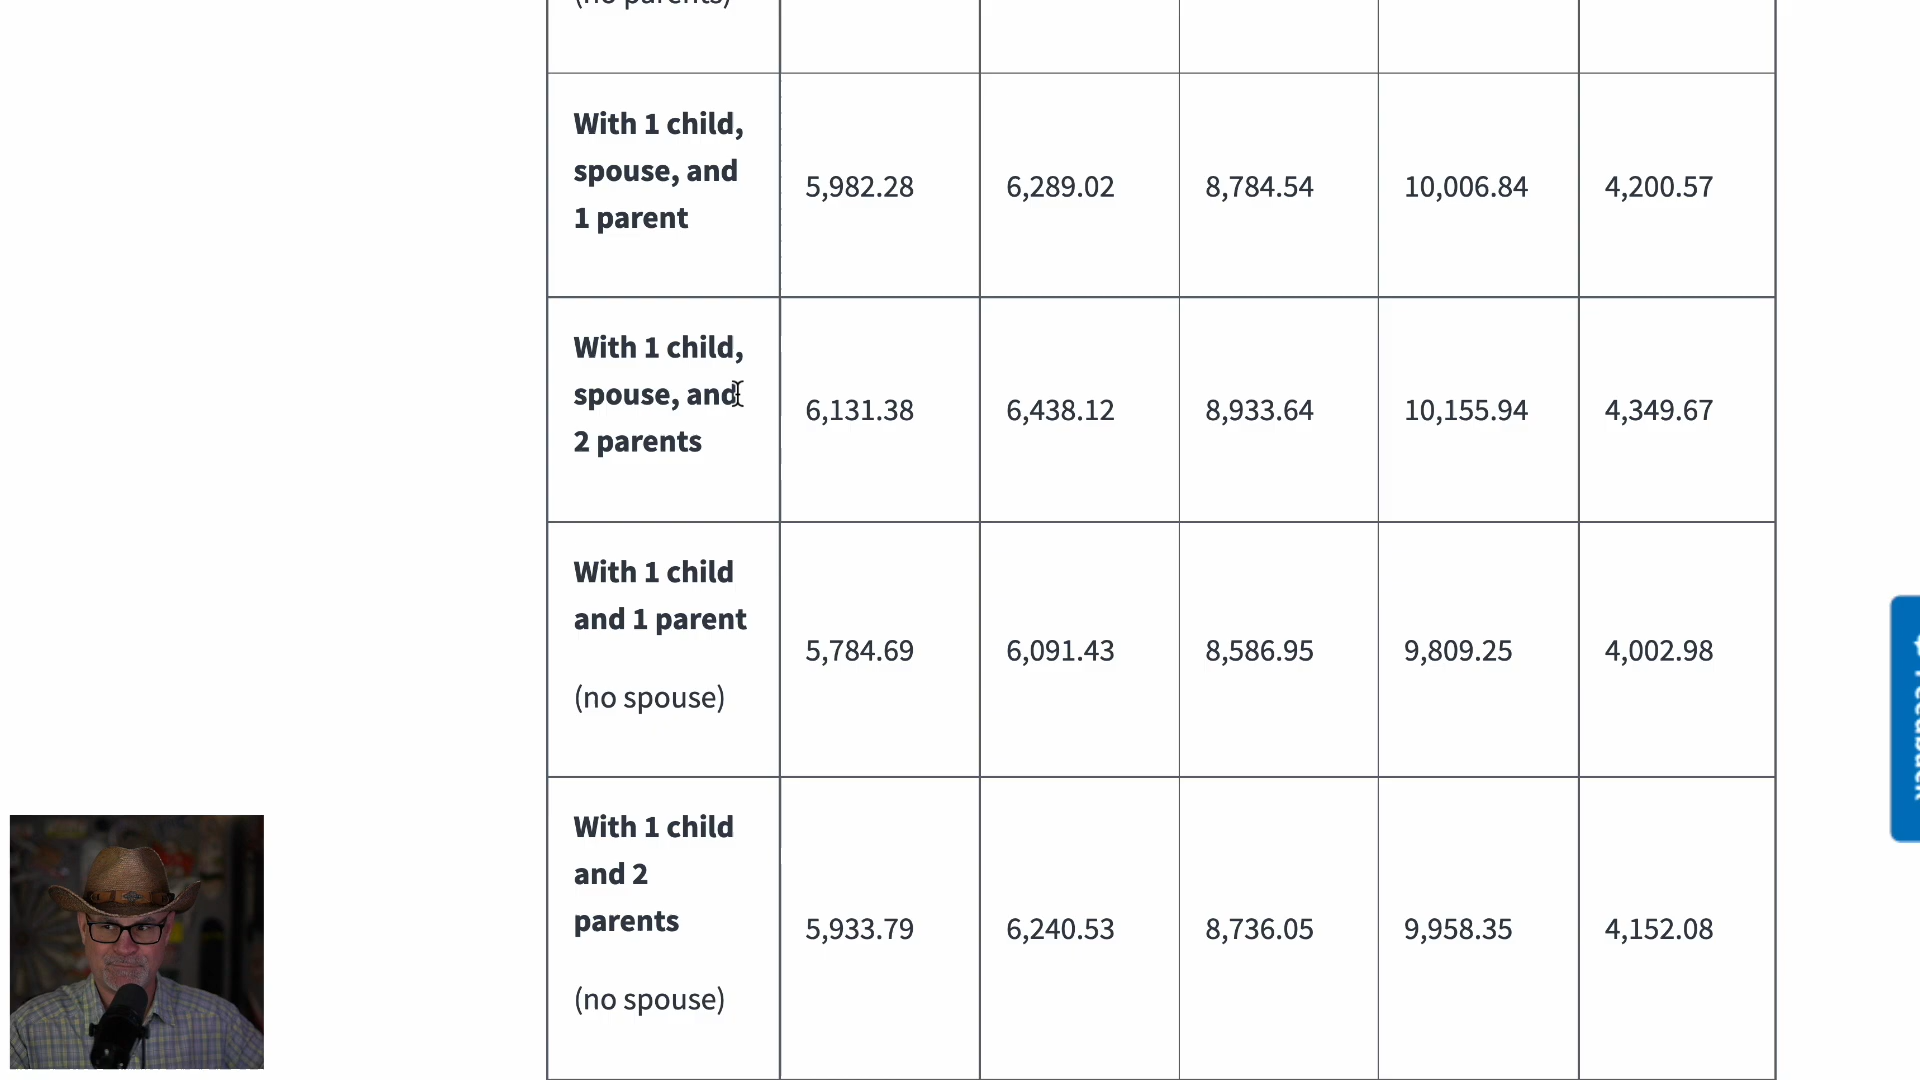 (no parents)
With 1 child,
spouse, and
1 parent
5,982.28
6,289.02
8,784.54
10,006.84
4,200.57
With 1 child,
spouse, and
2 parents
6,131.38
6,438.12
8,933.64
10,155.94
4,349.67
With 1 child
and 1 parent
(no spouse)
5,784.69
6,091.43
8,586.95
9,809.25
4,002.98
With 1 child
and 2
parents
(no spouse)
5,933.79
6,240.53
8,736.05
9,958.35
4,152.08
Feedback